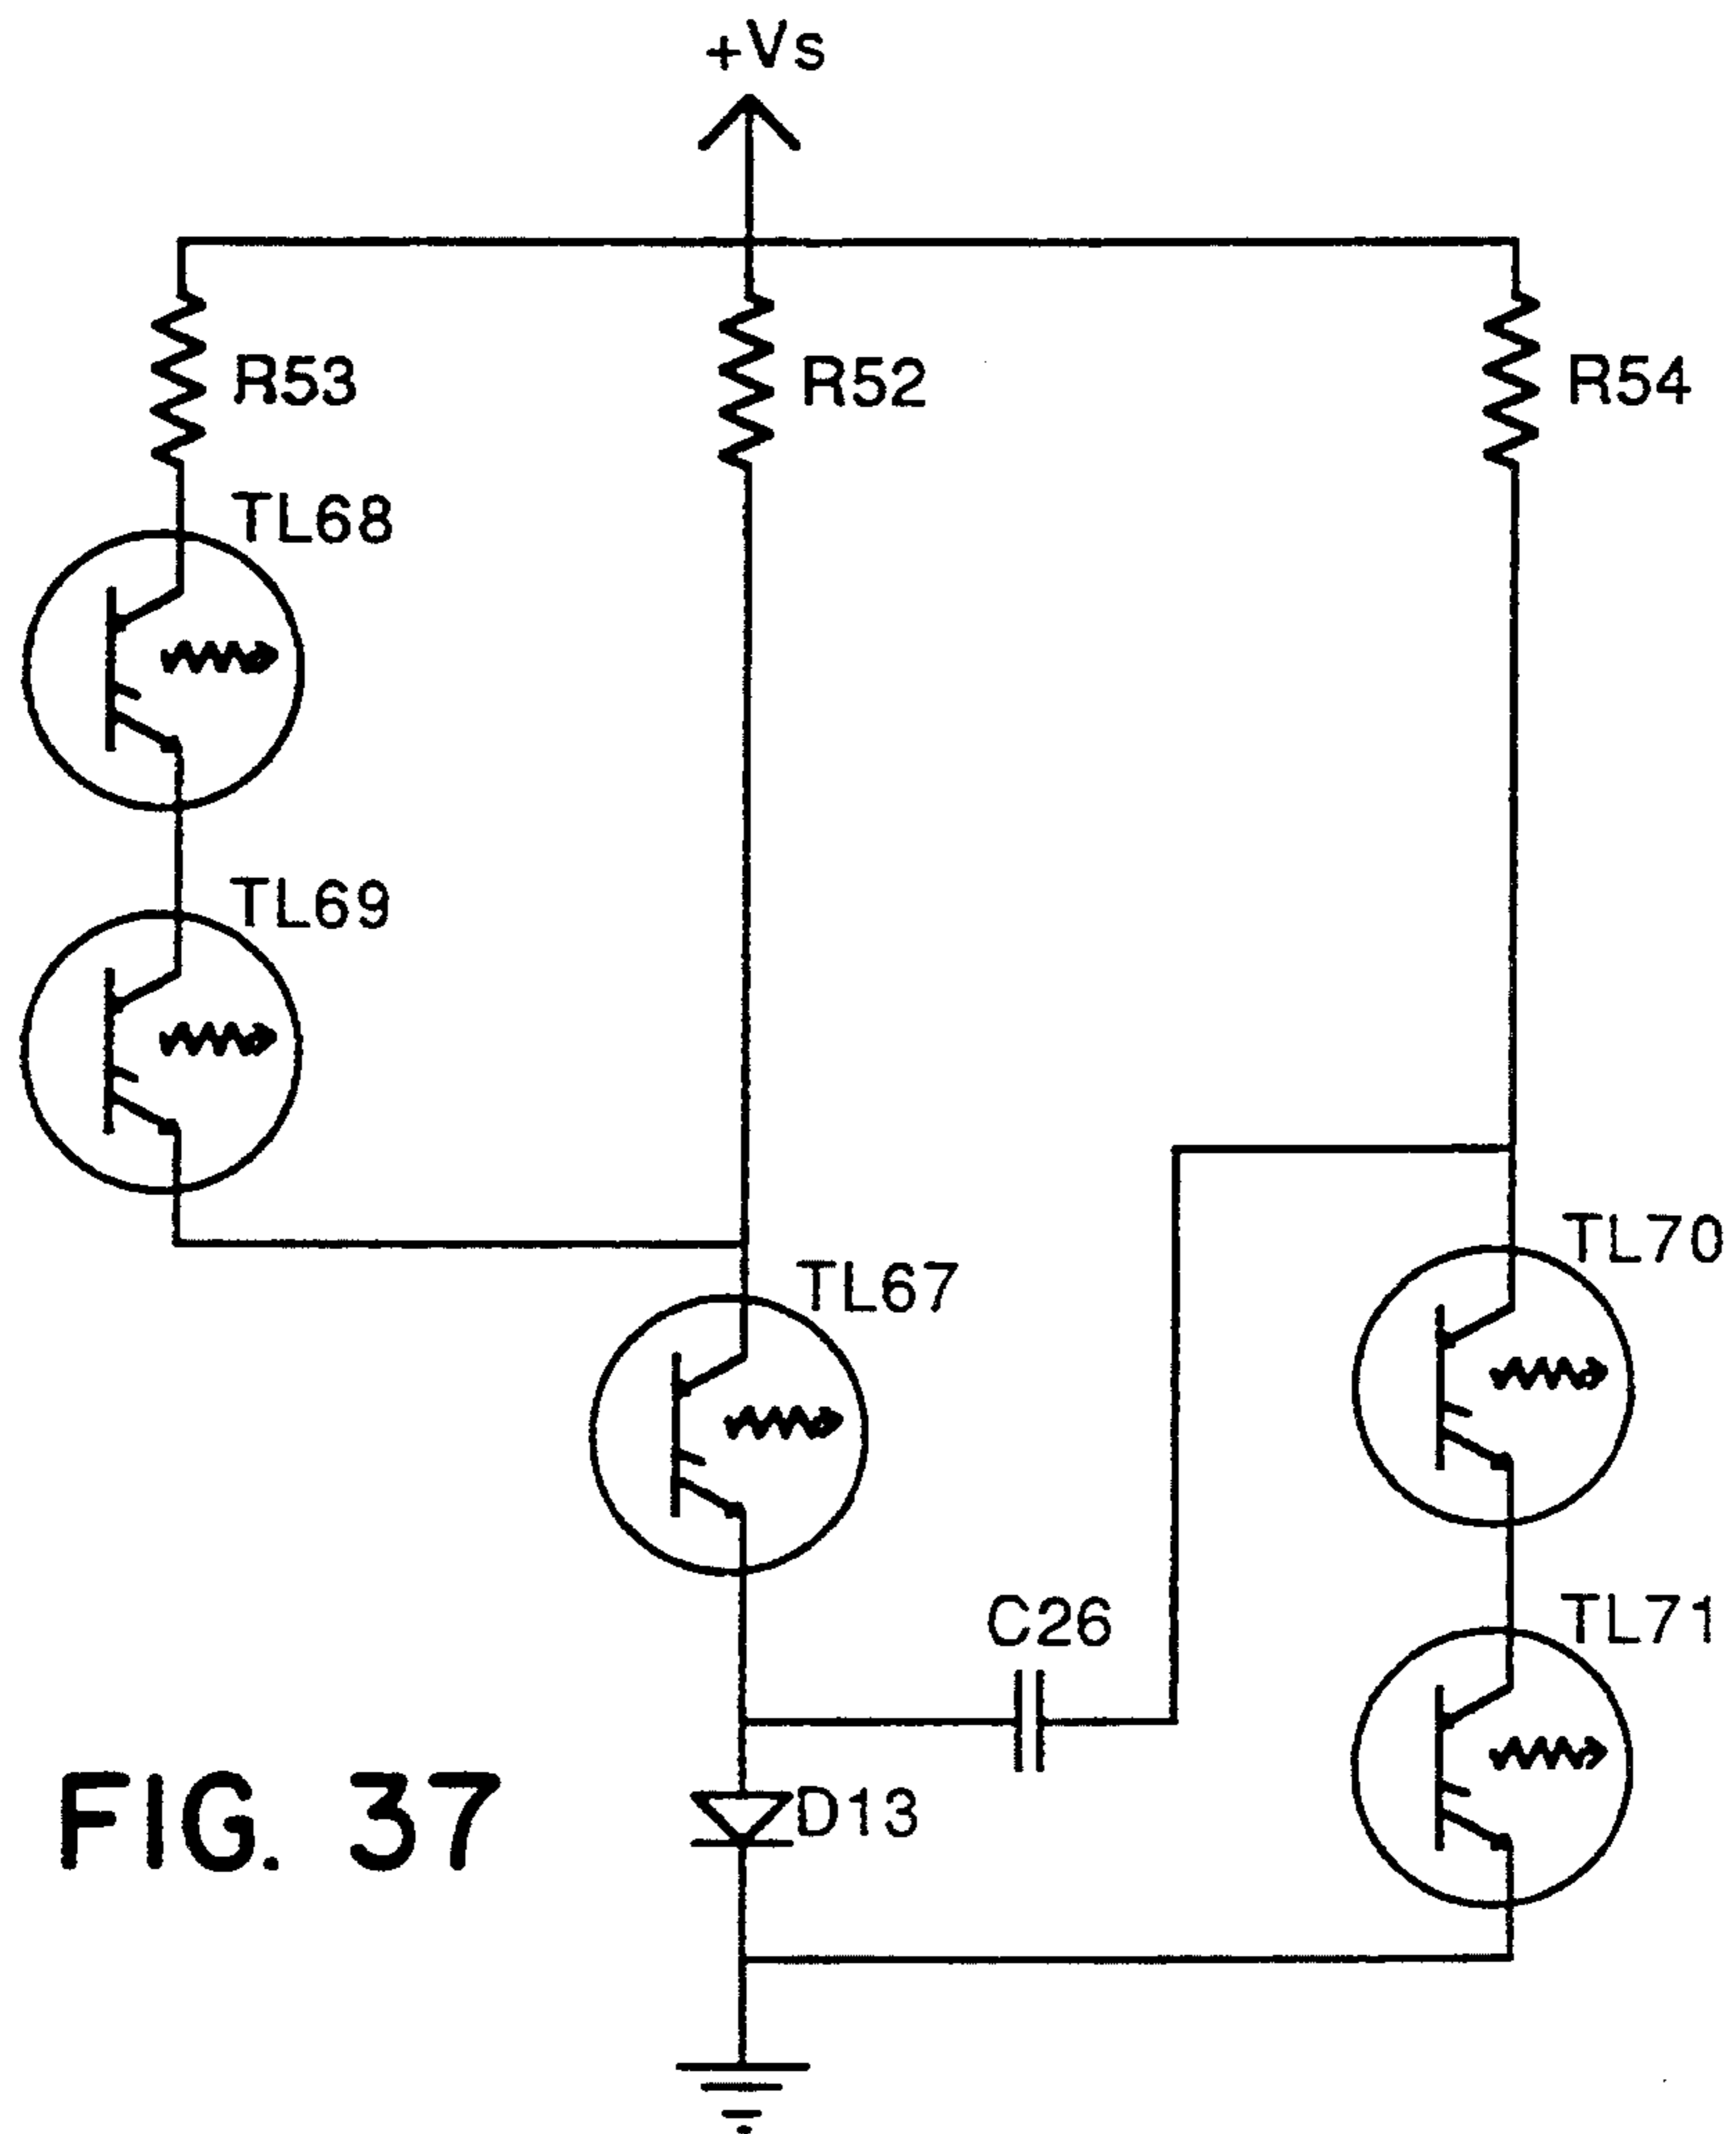 +Vs
R53
R52
R54
TL68
TL69
TL70
TL67
C26
TL71
D13
FIG. 37